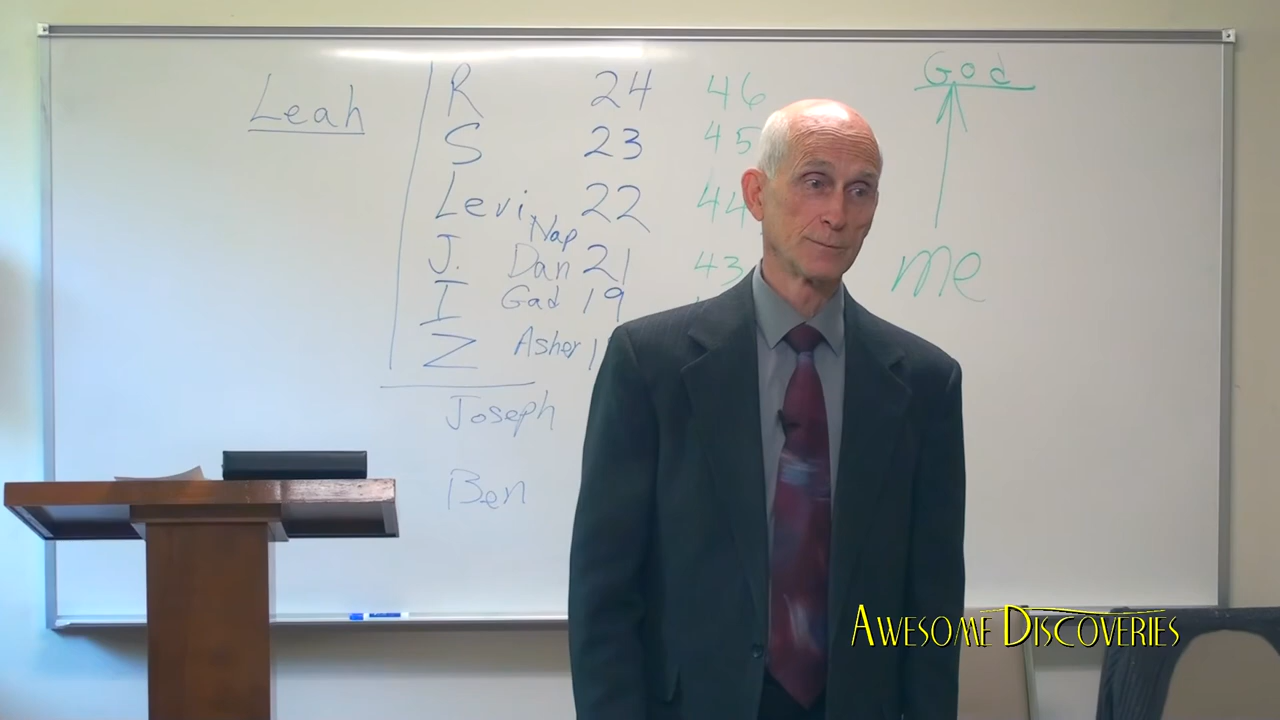 God
Leah R 24 46
S 23 45
Levi 22 44
Nap
J. Dan 21 43 me
I Gad 19
Z Asher
Joseph
Ben
AWESOME DISCOVERIES